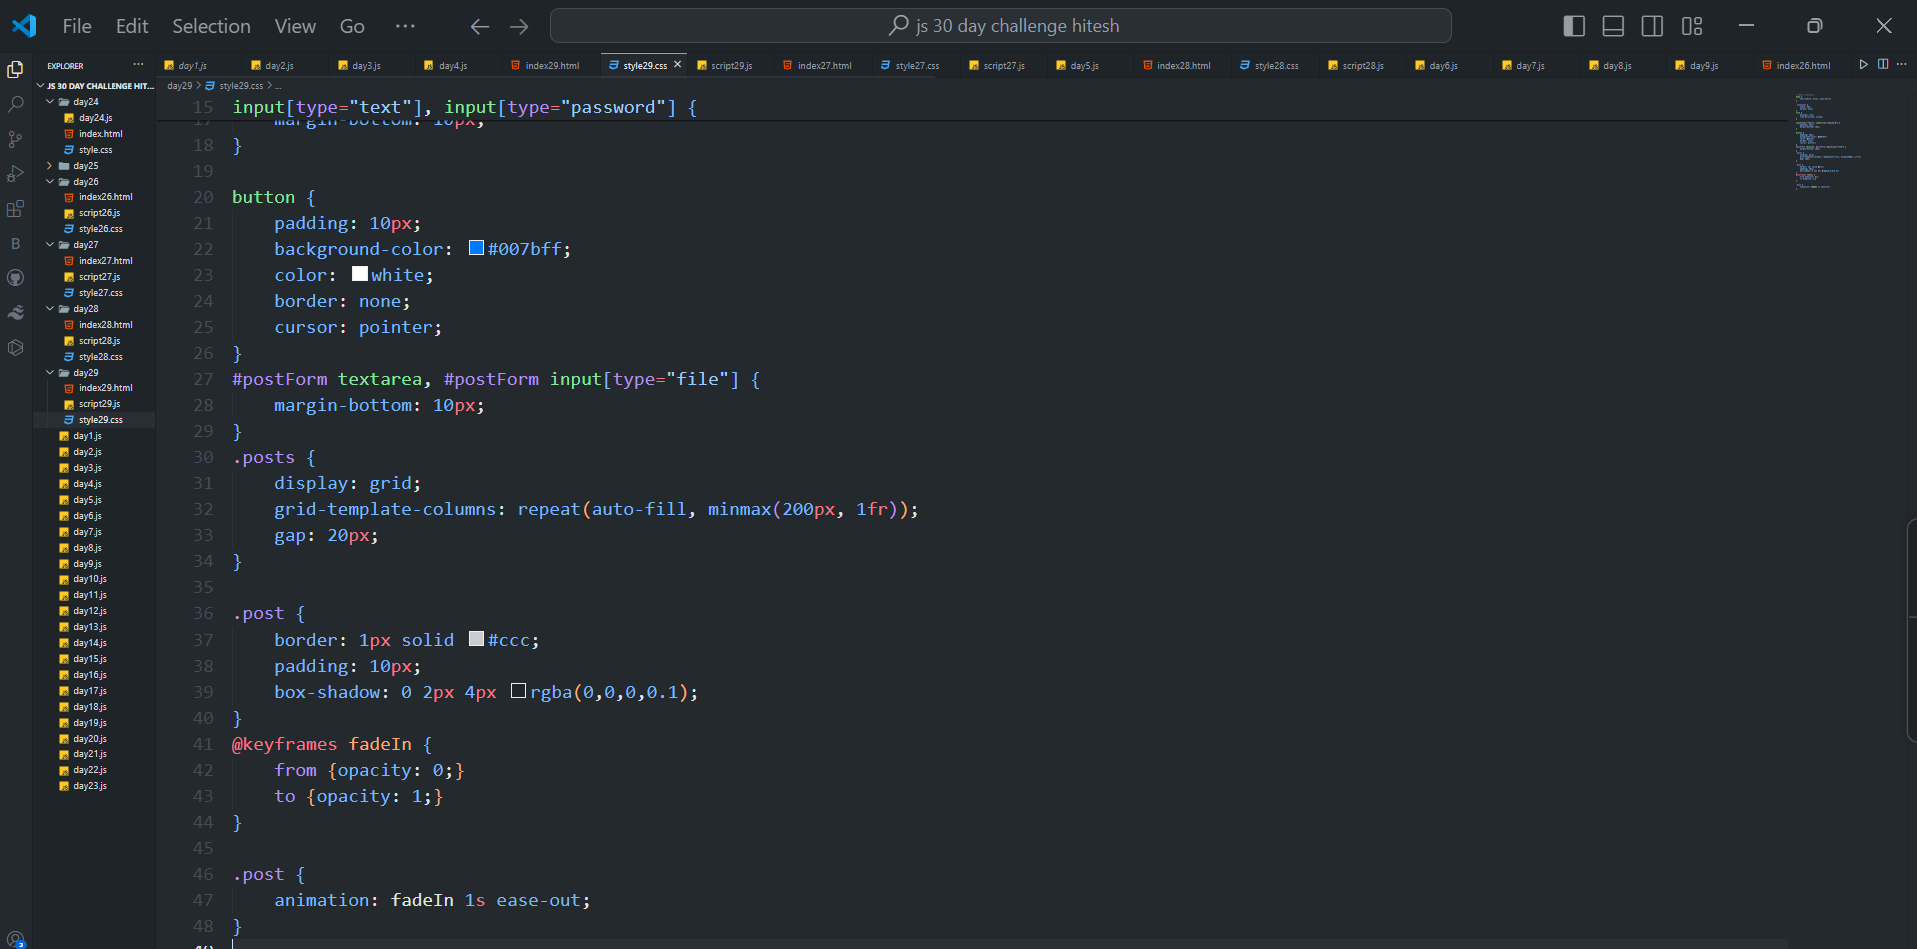 File Edit Selection View Go ···
js 30 day challenge hitesh
EXPLORER ···
day1.js day2.js day3.js day4.js index29.html style29.css script29.js index27.html style27.css script27.js day5.js index28.html style28.css script28.js day6.js day7.js day8.js day9.js index26.html ···
JS 30 DAY CHALLENGE HIT...
day24
day24.js
index.html
style.css
day25
day26
index26.html
script26.js
style26.css
day27
index27.html
script27.js
style27.css
day28
index28.html
script28.js
style28.css
day29
index29.html
script29.js
style29.css
day1.js
day2.js
day3.js
day4.js
day5.js
day6.js
day7.js
day8.js
day9.js
day10.js
day11.js
day12.js
day13.js
day14.js
day15.js
day16.js
day17.js
day18.js
day19.js
day20.js
day21.js
day22.js
day23.js
B
3
day29 > style29.css > ...
15 input[type="text"], input[type="password"] {
17 margin-bottom: 10px;
18 }
19
20 button {
21 padding: 10px;
22 background-color: #007bff;
23 color: white;
24 border: none;
25 cursor: pointer;
26 }
27 #postForm textarea, #postForm input[type="file"] {
28 margin-bottom: 10px;
29 }
30 .posts {
31 display: grid;
32 grid-template-columns: repeat(auto-fill, minmax(200px, 1fr));
33 gap: 20px;
34 }
35
36 .post {
37 border: 1px solid #ccc;
38 padding: 10px;
39 box-shadow: 0 2px 4px rgba(0,0,0,0.1);
40 }
41 @keyframes fadeIn {
42 from {opacity: 0;}
43 to {opacity: 1;}
44 }
45
46 .post {
47 animation: fadeIn 1s ease-out;
48 }
49